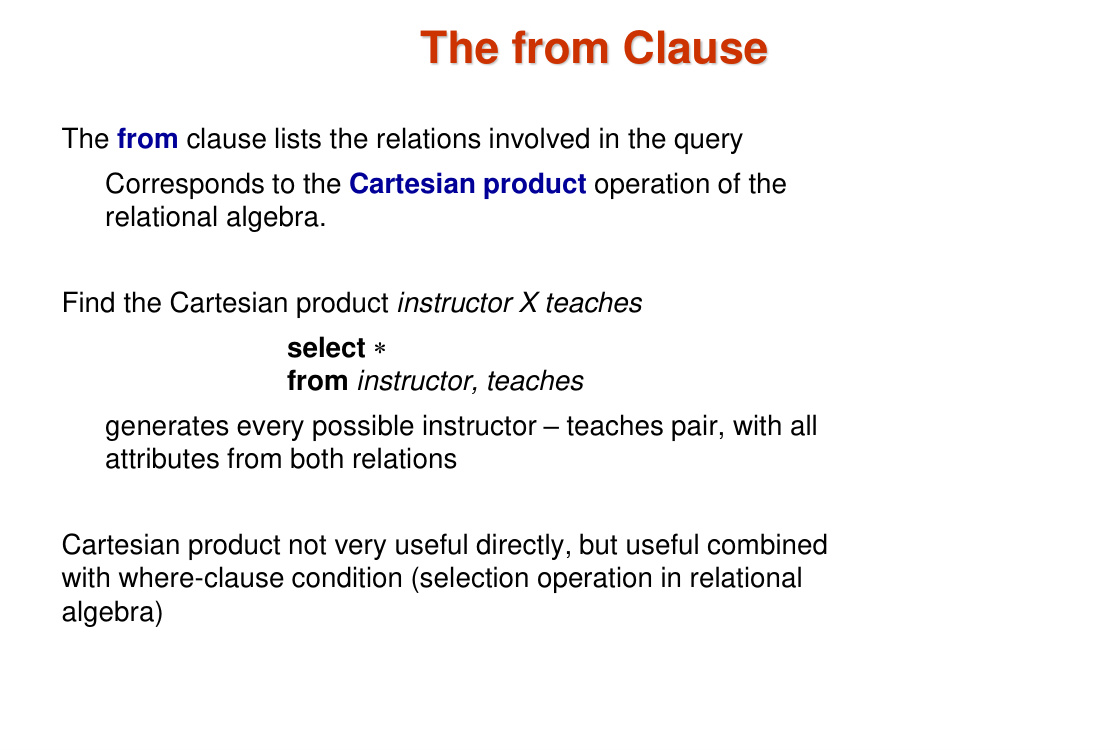 The from Clause
The from clause lists the relations involved in the query
Corresponds to the Cartesian product operation of the
relational algebra.
Find the Cartesian product instructor X teaches
select ∗
from instructor, teaches
generates every possible instructor – teaches pair, with all
attributes from both relations
Cartesian product not very useful directly, but useful combined
with where-clause condition (selection operation in relational
algebra)